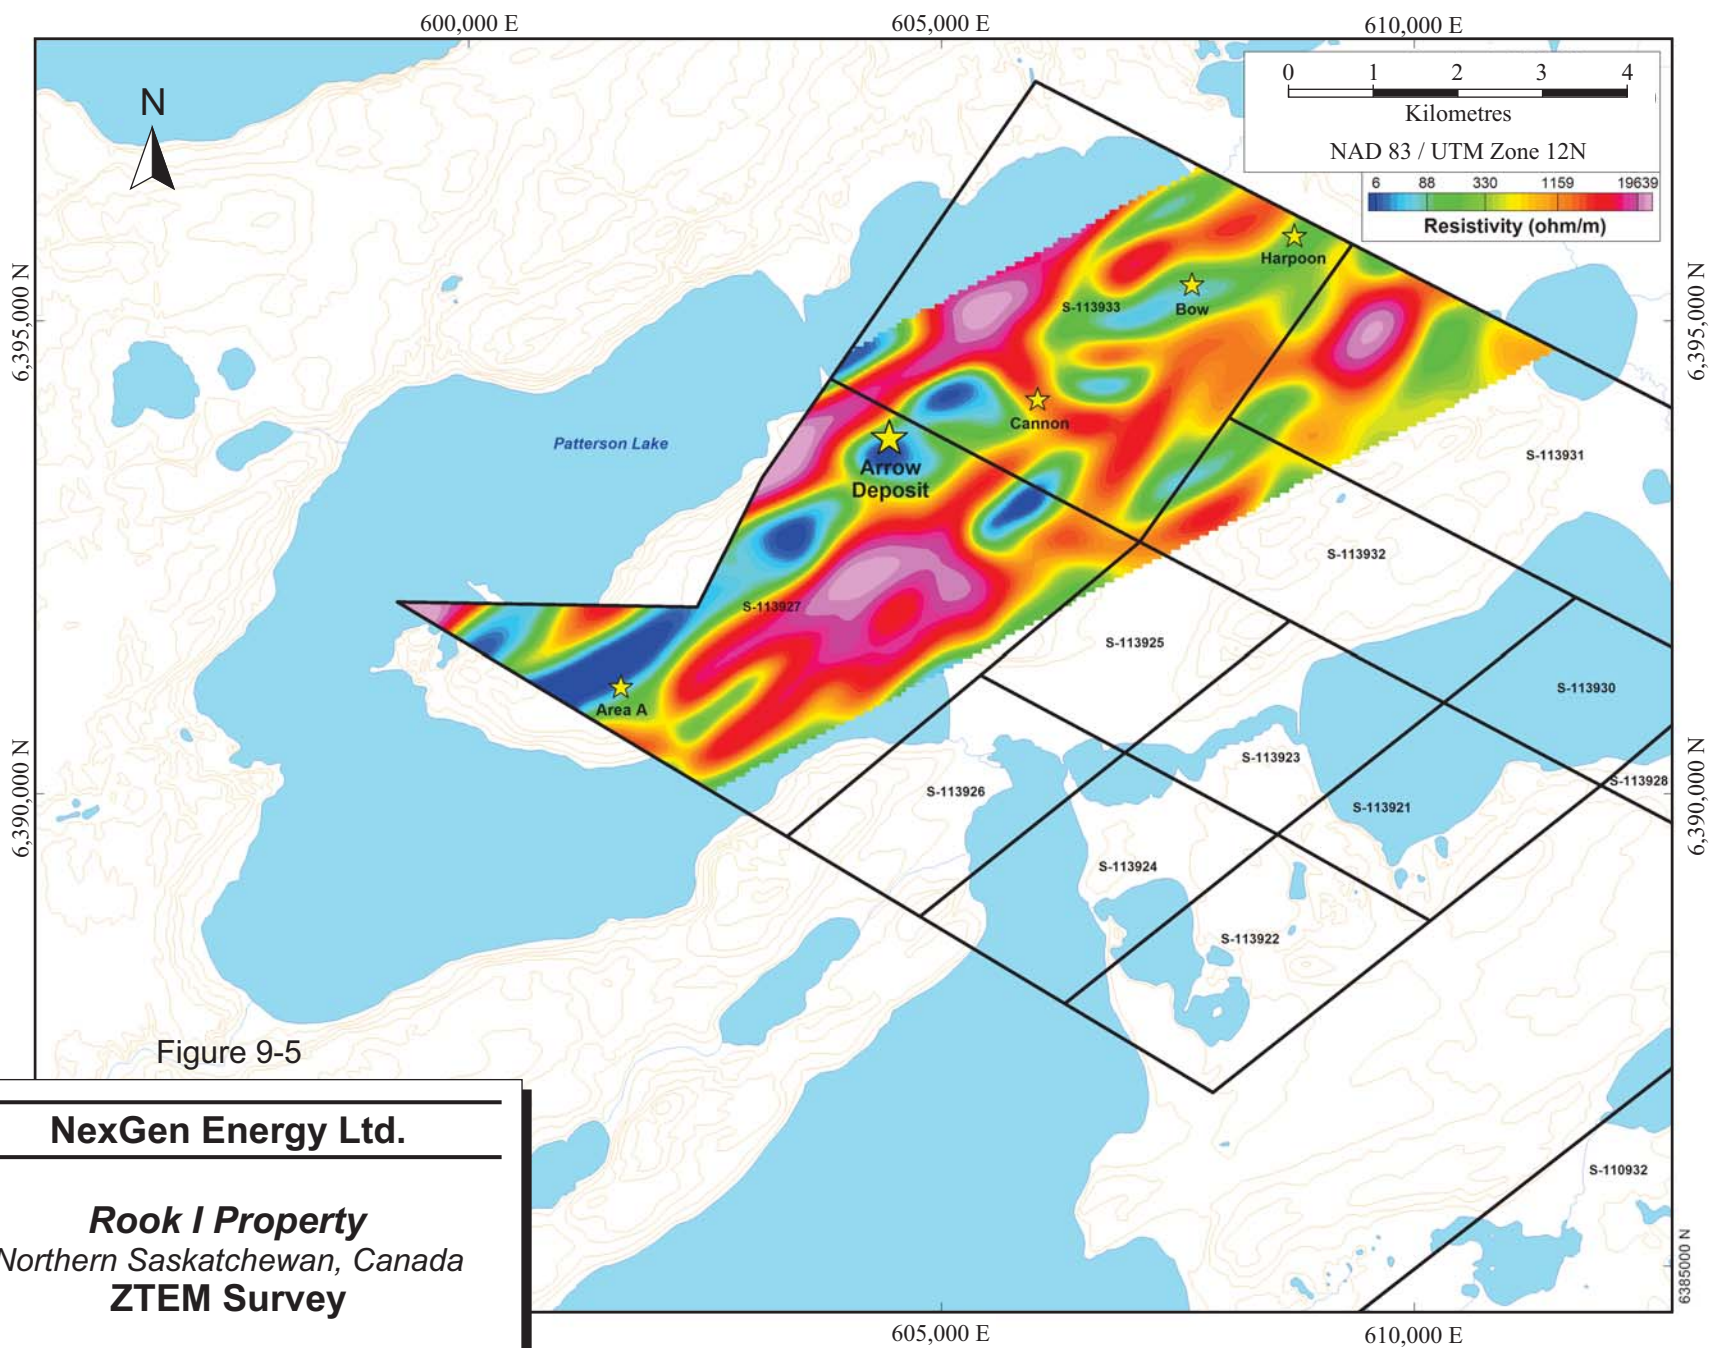 600,000 E
605,000 E
610,000 E
N
0 1 2 3 4
Kilometres
NAD 83 / UTM Zone 12N
6 88 330 1159 19639
Resistivity (ohm/m)
Harpoon
Bow
S-113933
6,395,000 N
6,395,000 N
Cannon
Patterson Lake
Arrow
Deposit
S-113931
S-113932
S-113927
S-113925
S-113930
Area A
S-113923
S-113928
S-113926
S-113921
6,390,000 N
6,390,000 N
S-113924
S-113922
Figure 9-5
NexGen Energy Ltd.
Rook I Property
Northern Saskatchewan, Canada
ZTEM Survey
S-110932
6385000 N
605,000 E
610,000 E